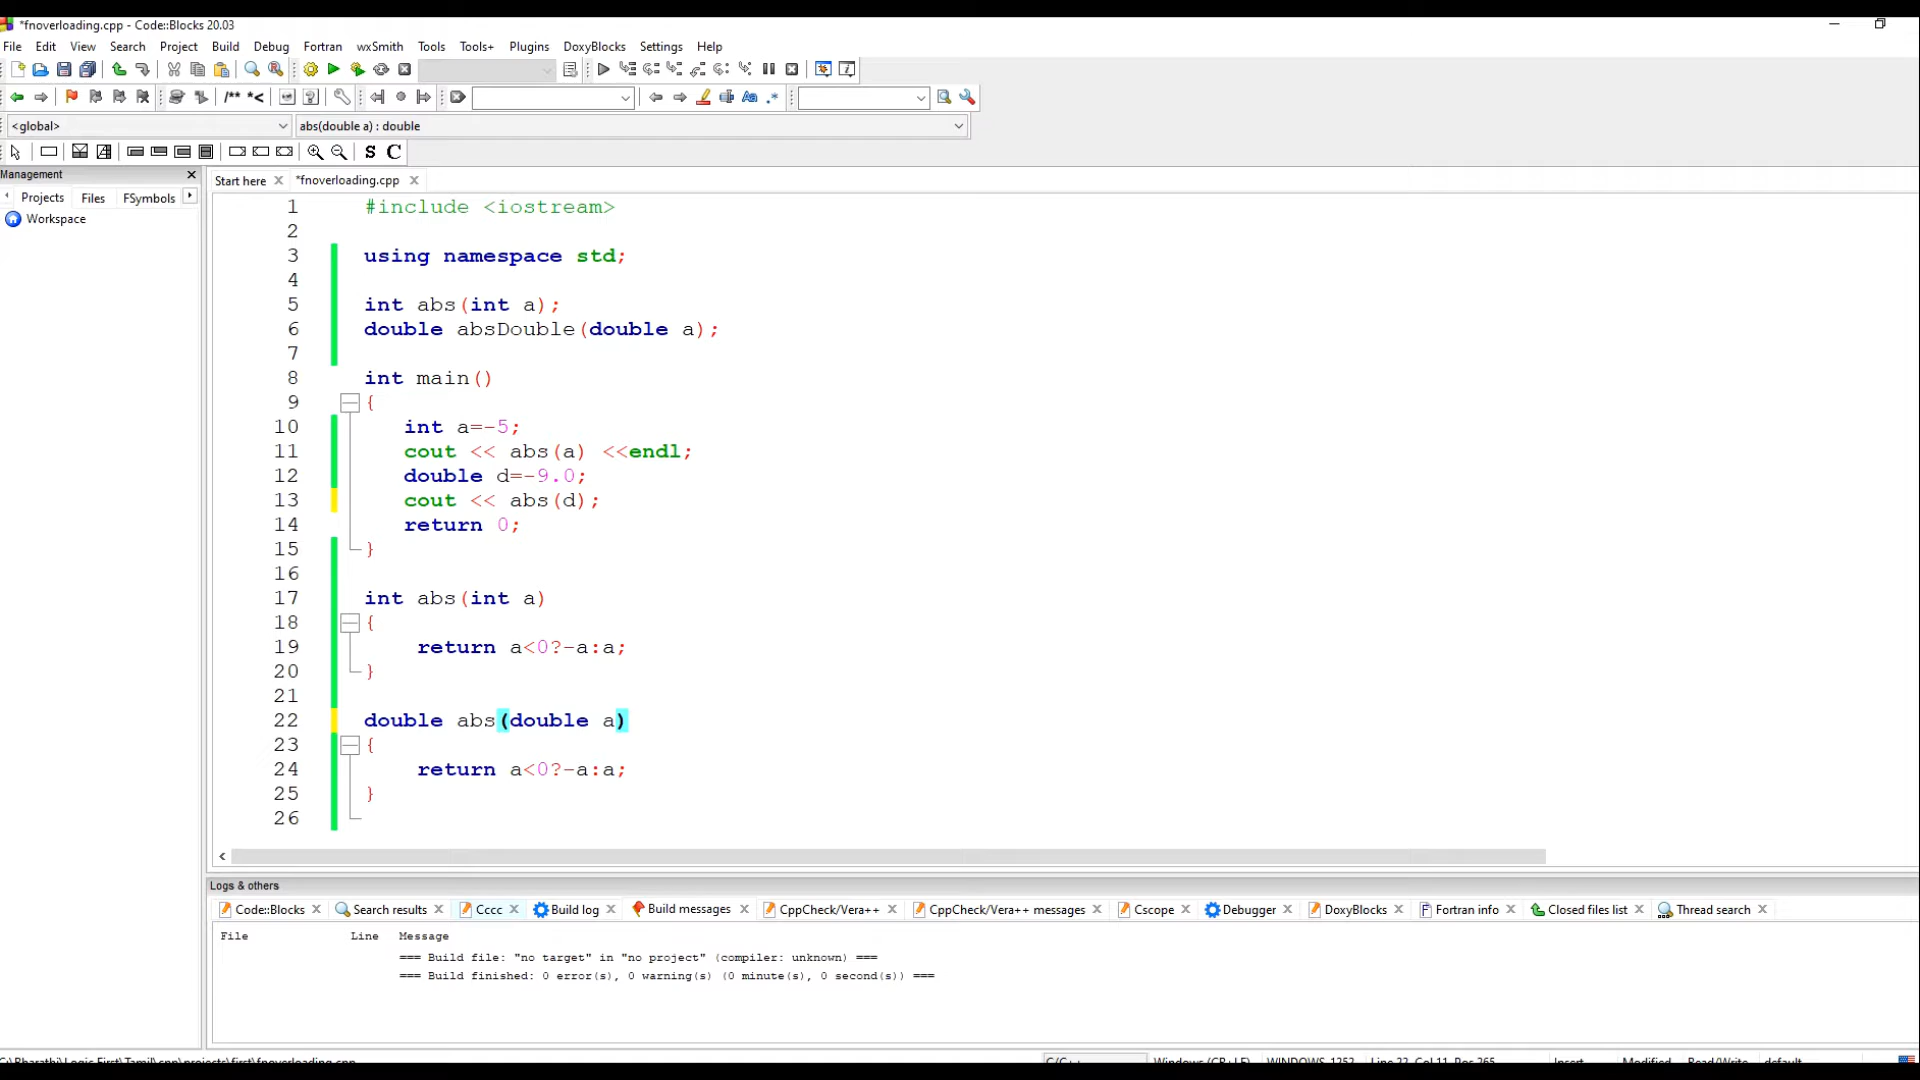 *fnoverloading.cpp - Code::Blocks 20.03
File Edit View Search Project Build Debug Fortran wxSmith Tools Tools+ Plugins DoxyBlocks Settings Help
/** *<
Aa .*
<global> abs(double a) : double
S C
Management
Projects Files FSymbols
Workspace
Start here *fnoverloading.cpp
1 #include <iostream>
2
3 using namespace std;
4
5 int abs(int a);
6 double absDouble(double a);
7
8 int main()
9 {
10 int a=-5;
11 cout << abs(a) <<endl;
12 double d=-9.0;
13 cout << abs(d);
14 return 0;
15 }
16
17 int abs(int a)
18 {
19 return a<0?-a:a;
20 }
21
22 double abs(double a)
23 {
24 return a<0?-a:a;
25 }
26
Logs & others
Code::Blocks Search results Cccc Build log Build messages CppCheck/Vera++ CppCheck/Vera++ messages Cscope Debugger DoxyBlocks Fortran info Closed files list Thread search
File Line Message
=== Build file: "no target" in "no project" (compiler: unknown) ===
=== Build finished: 0 error(s), 0 warning(s) (0 minute(s), 0 second(s)) ===
C:\Bharathi\Logic First\Tamil\cpp\projects\first\fnoverloading.cpp C/C++ Windows (CR+LF) WINDOWS-1252 Line 22, Col 11, Pos 265 Insert Modified Read/Write default